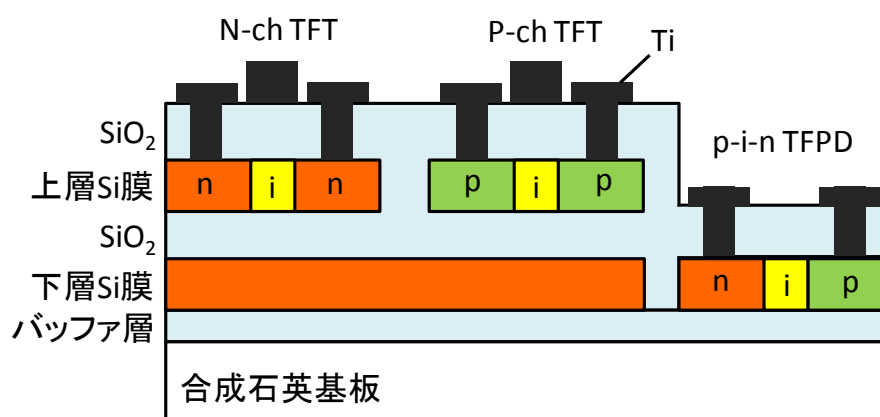 N-ch TFT
P-ch TFT
Ti
SiO2
p-i-n TFPD
上層Si膜
n
i
n
p
i
p
SiO2
下層Si膜
n
i
p
バッファ層
合成石英基板